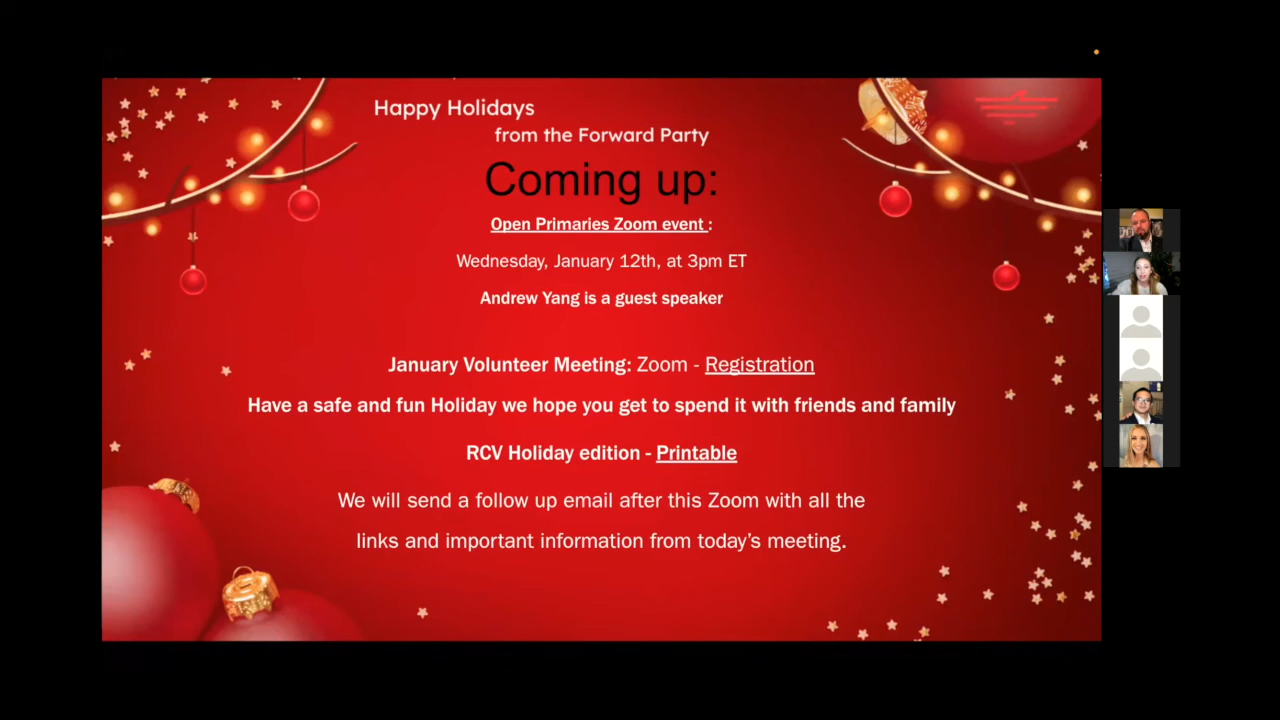 Happy Holidays
from the Forward Party
Coming up:
Open Primaries Zoom event :
Wednesday, January 12th, at 3pm ET
Andrew Yang is a guest speaker
January Volunteer Meeting: Zoom - Registration
Have a safe and fun Holiday we hope you get to spend it with friends and family
RCV Holiday edition - Printable
We will send a follow up email after this Zoom with all the
links and important information from today's meeting.